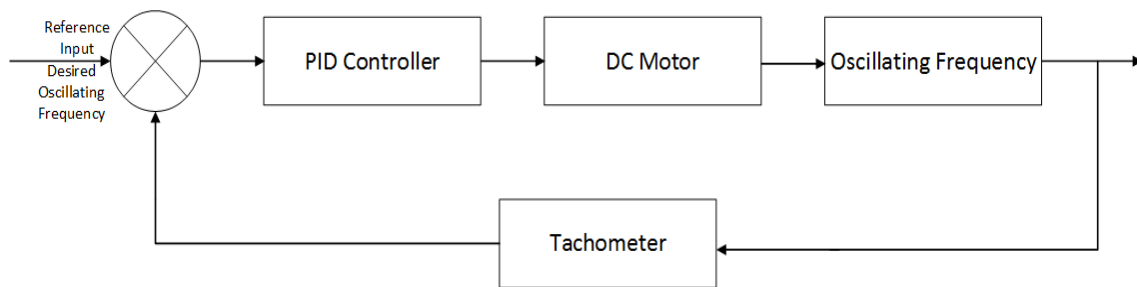 Reference
Input
Desired
Oscillating
Frequency
PID Controller
DC Motor
Oscillating Frequency
Tachometer